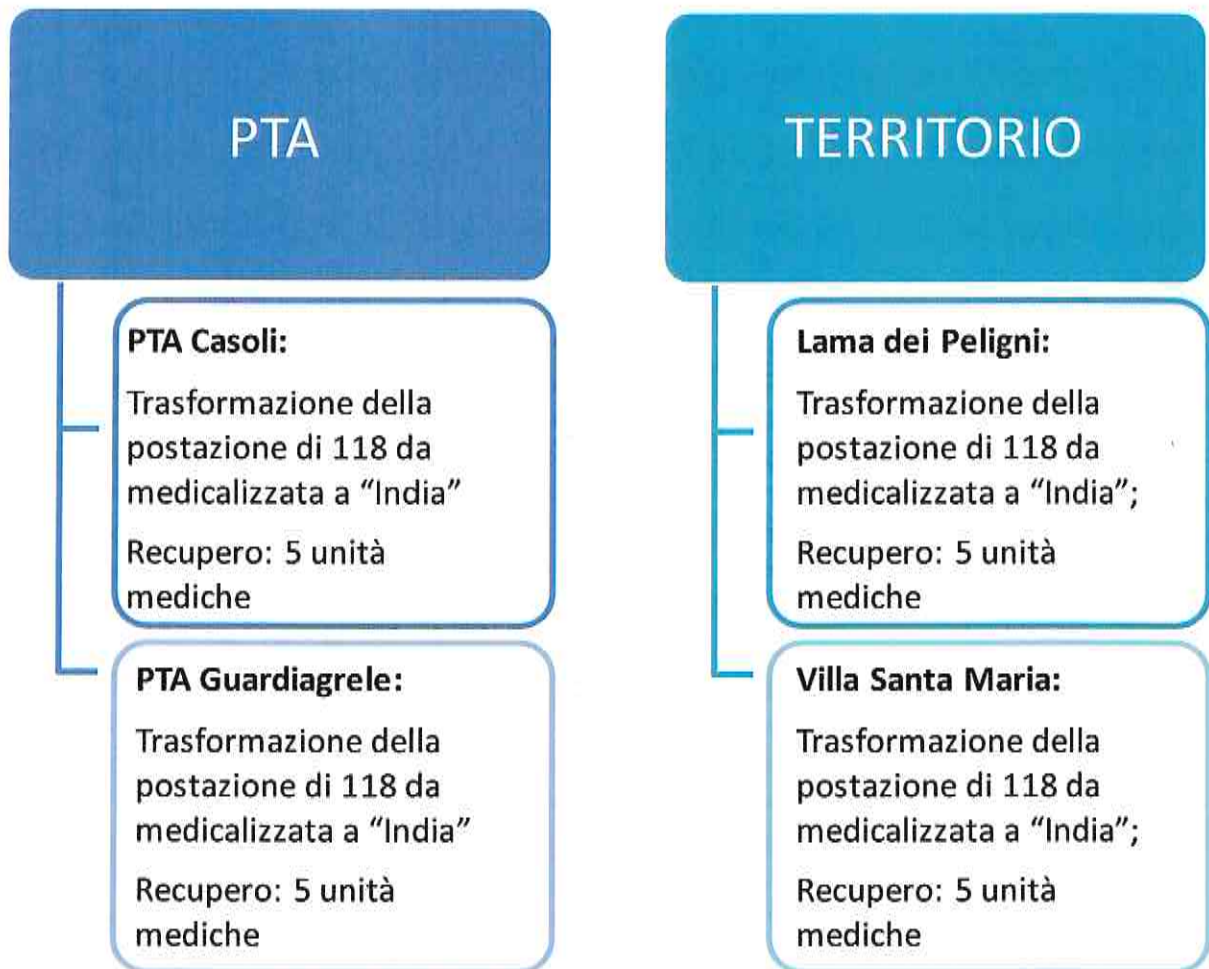 PTA
PTA Casoli:
Trasformazione della
postazione di 118 da
medicalizzata a “India”
Recupero: 5 unità
mediche
PTA Guardiagrele:
Trasformazione della
postazione di 118 da
medicalizzata a “India”
Recupero: 5 unità
mediche
TERRITORIO
Lama dei Peligni:
Trasformazione della
postazione di 118 da
medicalizzata a “India”;
Recupero: 5 unità
mediche
Villa Santa Maria:
Trasformazione della
postazione di 118 da
medicalizzata a “India”;
Recupero: 5 unità
mediche